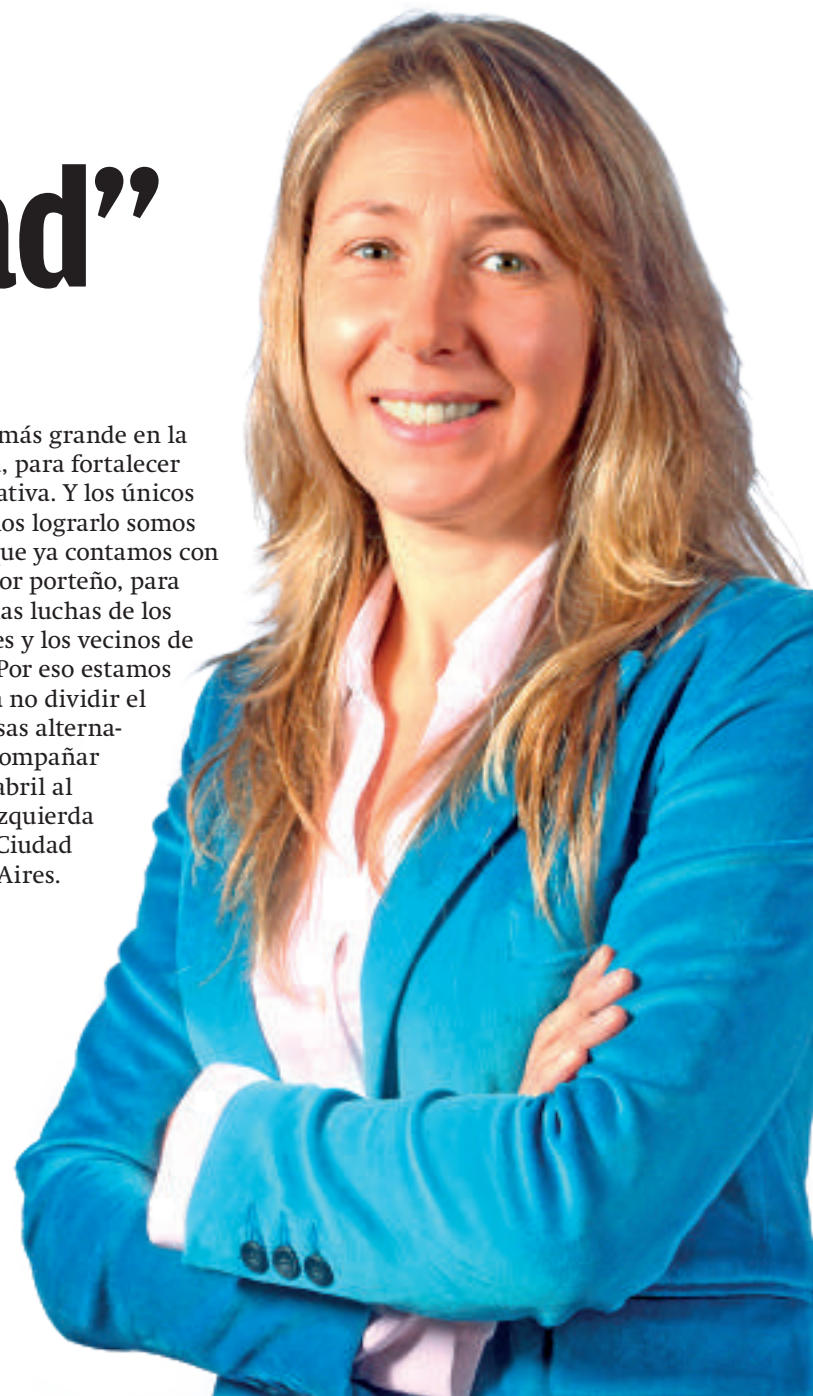 ad”
más grande en la
, para fortalecer
ativa. Y los únicos
os lograrlo somos
que ya contamos con
or porteño, para
as luchas de los
es y los vecinos de
Por eso estamos
a no dividir el
sas alterna-
ompañar
abril al
zquierda
Ciudad
Aires.